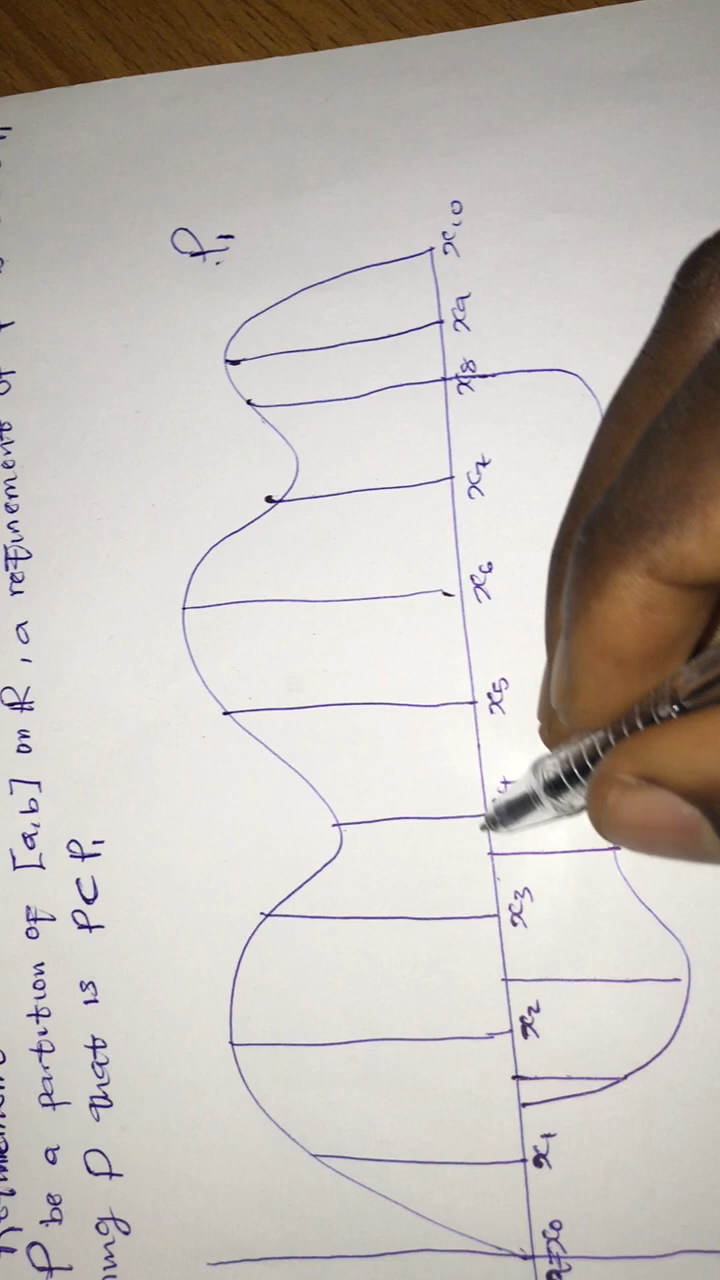 P be a partition of [a,b] on R, a refinement of
P that is P⊂P₁
P₁
a=x₀ x₁ x₂ x₃ x₅ x₆ x₇ x₈ x₉ x₁₀